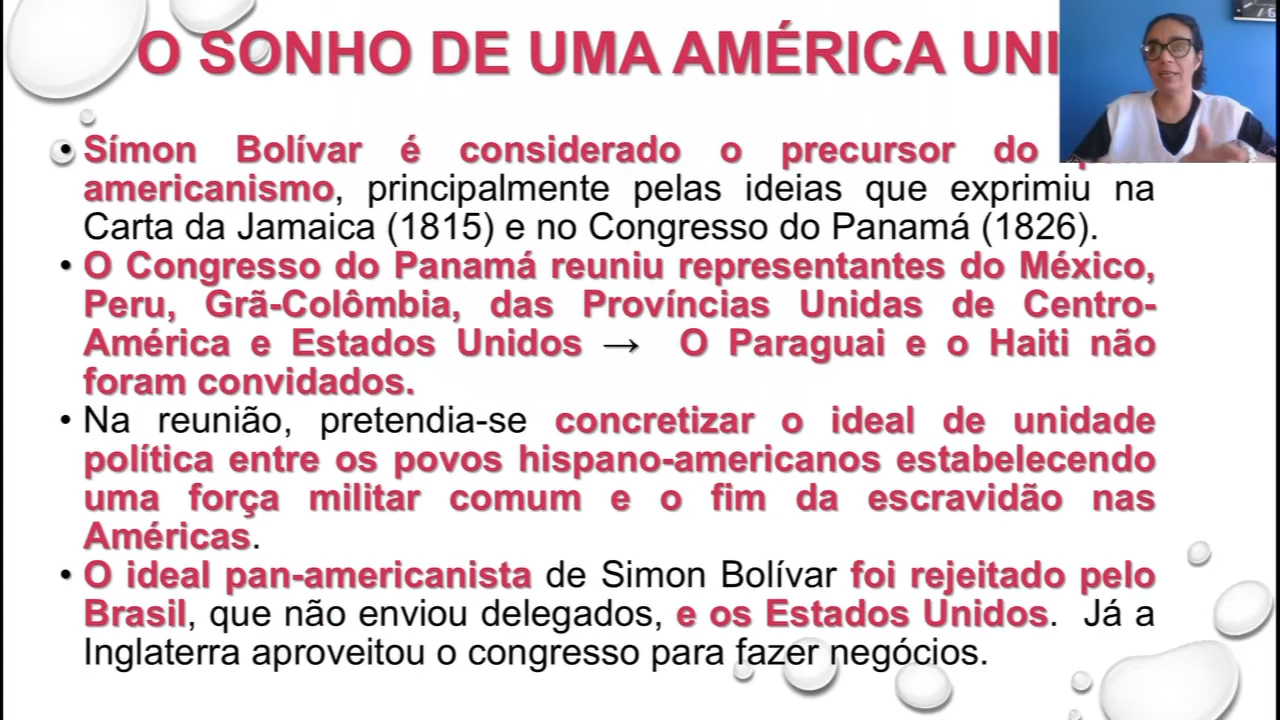 O SONHO DE UMA AMÉRICA UNI
• Símon Bolívar é considerado o precursor do
americanismo, principalmente pelas ideias que exprimiu na
Carta da Jamaica (1815) e no Congresso do Panamá (1826).
• O Congresso do Panamá reuniu representantes do México,
Peru, Grã-Colômbia, das Províncias Unidas de Centro-
América e Estados Unidos → O Paraguai e o Haiti não
foram convidados.
• Na reunião, pretendia-se concretizar o ideal de unidade
política entre os povos hispano-americanos estabelecendo
uma força militar comum e o fim da escravidão nas
Américas.
• O ideal pan-americanista de Simon Bolívar foi rejeitado pelo
Brasil, que não enviou delegados, e os Estados Unidos. Já a
Inglaterra aproveitou o congresso para fazer negócios.